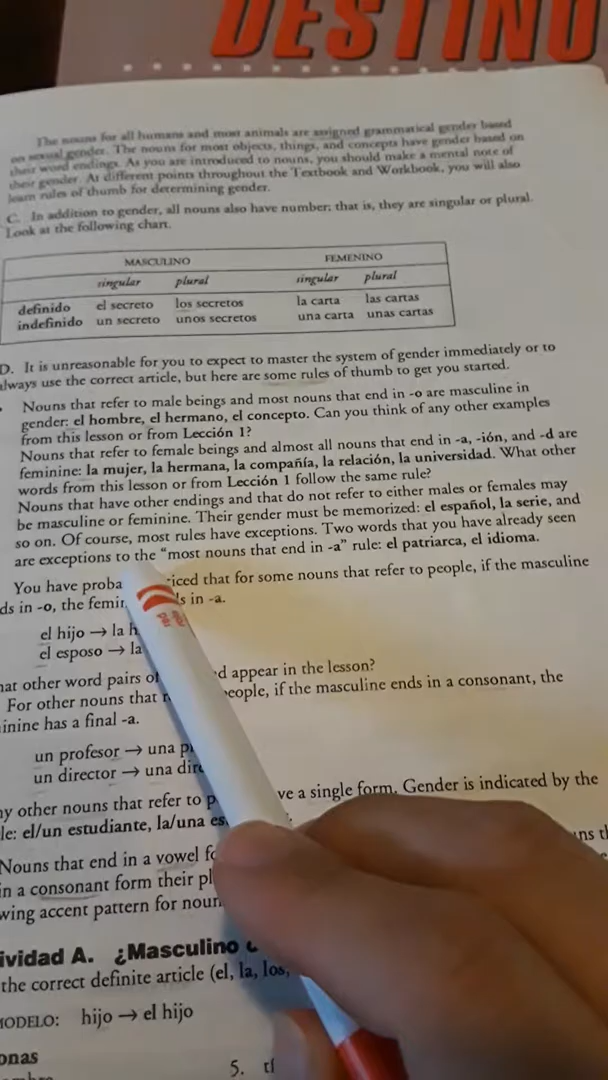 DESTINO
The nouns for all humans and most animals are assigned grammatical gender based
on sexual gender. The nouns for most objects, things, and concepts have gender based on
their word endings. As you are introduced to nouns, you should make a mental note of
their gender. At different points throughout the Textbook and Workbook, you will also
learn rules of thumb for determining gender.
C. In addition to gender, all nouns also have number; that is, they are singular or plural.
Look at the following chart.
MASCULINO FEMENINO
singular plural singular plural
definido el secreto los secretos la carta las cartas
indefinido un secreto unos secretos una carta unas cartas
D. It is unreasonable for you to expect to master the system of gender immediately or to
always use the correct article, but here are some rules of thumb to get you started.
Nouns that refer to male beings and most nouns that end in -o are masculine in
gender: el hombre, el hermano, el concepto. Can you think of any other examples
from this lesson or from Lección 1?
Nouns that refer to female beings and almost all nouns that end in -a, -ión, and -d are
feminine: la mujer, la hermana, la compañía, la relación, la universidad. What other
words from this lesson or from Lección 1 follow the same rule?
Nouns that have other endings and that do not refer to either males or females may
be masculine or feminine. Their gender must be memorized: el español, la serie, and
so on. Of course, most rules have exceptions. Two words that you have already seen
are exceptions to the “most nouns that end in -a” rule: el patriarca, el idioma.
You have proba iced that for some nouns that refer to people, if the masculine
ds in -o, the femin s in -a.
el hijo → la h
el esposo → la
hat other word pairs of d appear in the lesson?
For other nouns that r people, if the masculine ends in a consonant, the
inine has a final -a.
un profesor → una p
un director → una dire
ny other nouns that refer to p ve a single form. Gender is indicated by the
le: el/un estudiante, la/una es
Nouns that end in a vowel fo uns th
in a consonant form their pl
wing accent pattern for noun
ividad A. ¿Masculino o
the correct definite article (el, la, los,
MODELO: hijo → el hijo
onas
5. tí